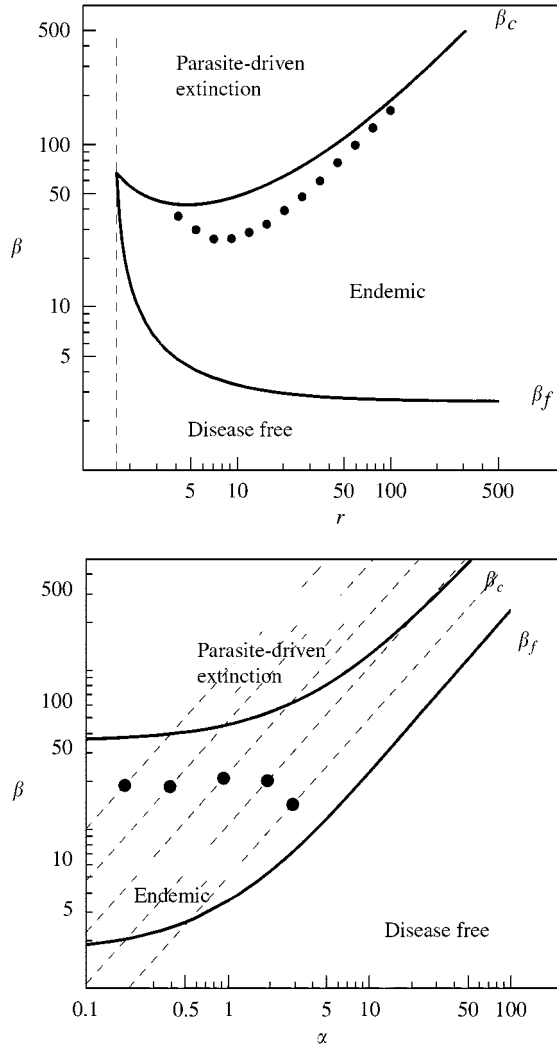 500
β_c
Parasite-driven
extinction
100
50
β
Endemic
10
5
β_f
Disease free
5
10
50
100
500
r
500
β_c
Parasite-driven
extinction
β_f
100
50
β
10
Endemic
5
Disease free
0.1
0.5
1
5
10
50
100
α